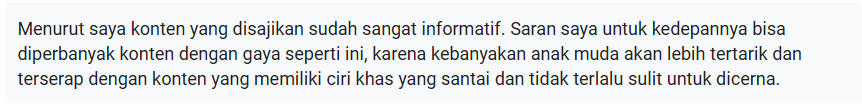 Menurut saya konten yang disajikan sudah sangat informatif. Saran saya untuk kedepannya bisa
diperbanyak konten dengan gaya seperti ini, karena kebanyakan anak muda akan lebih tertarik dan
terserap dengan konten yang memiliki ciri khas yang santai dan tidak terlalu sulit untuk dicerna.